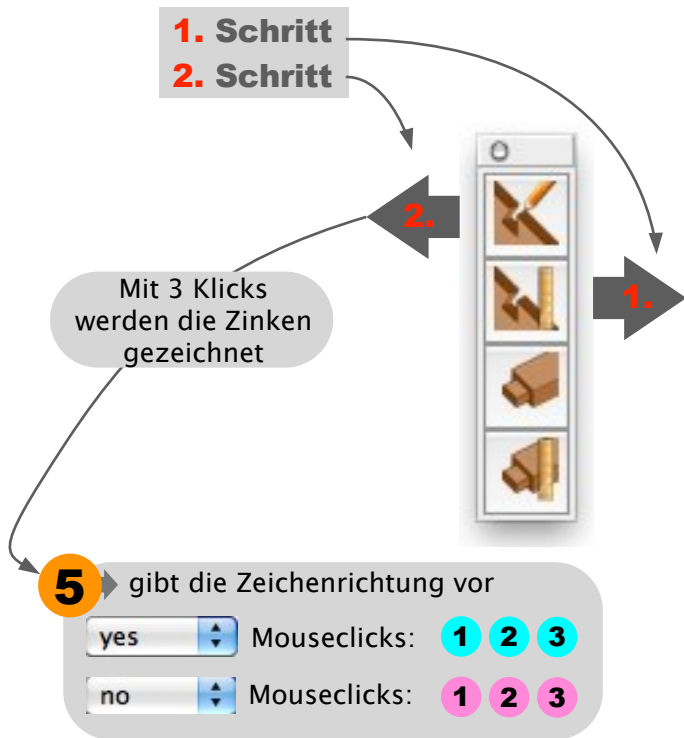 1. Schritt
2. Schritt
2.
1.
Mit 3 Klicks
werden die Zinken
gezeichnet
5 gibt die Zeichenrichtung vor
yes Mouseclicks: 1 2 3
no Mouseclicks: 1 2 3